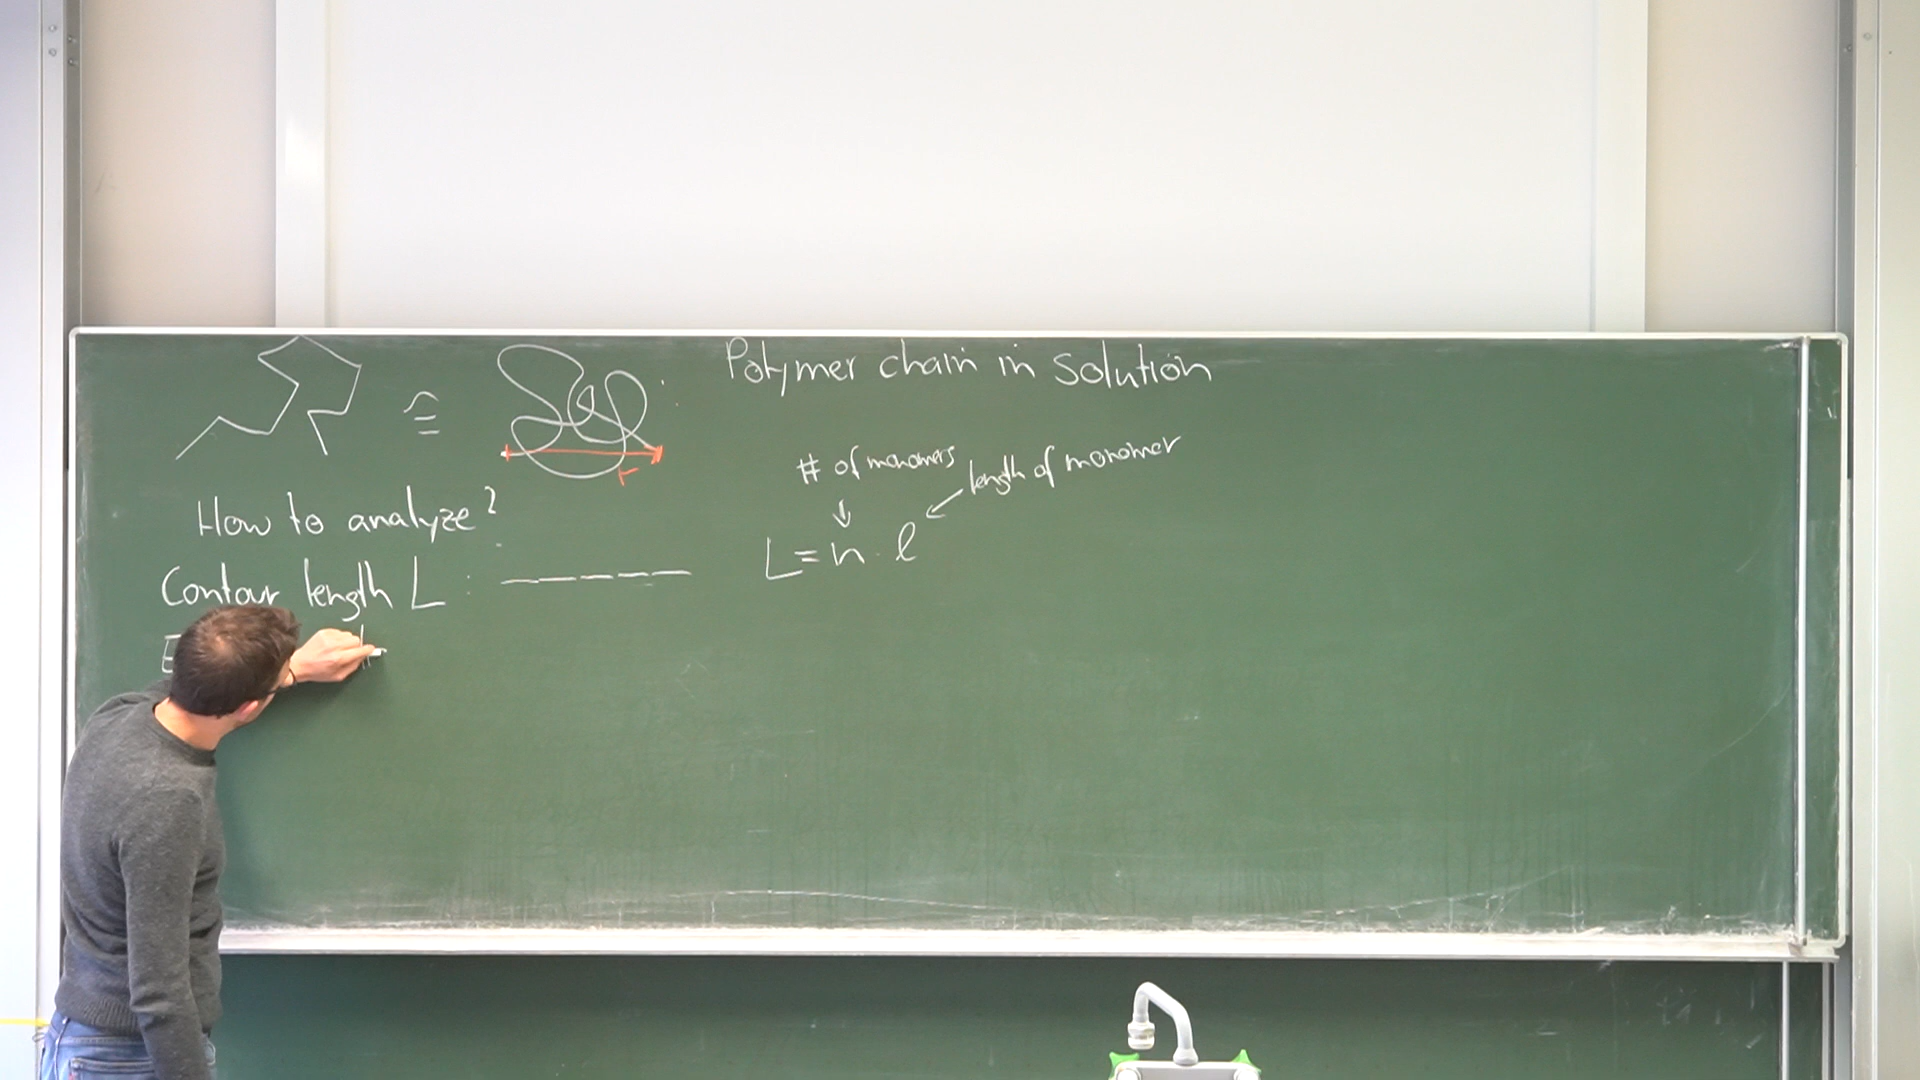 Polymer chain in solution
≙
r
# of monomers
length of monomer
How to analyze?
L = n · l
Contour length L :